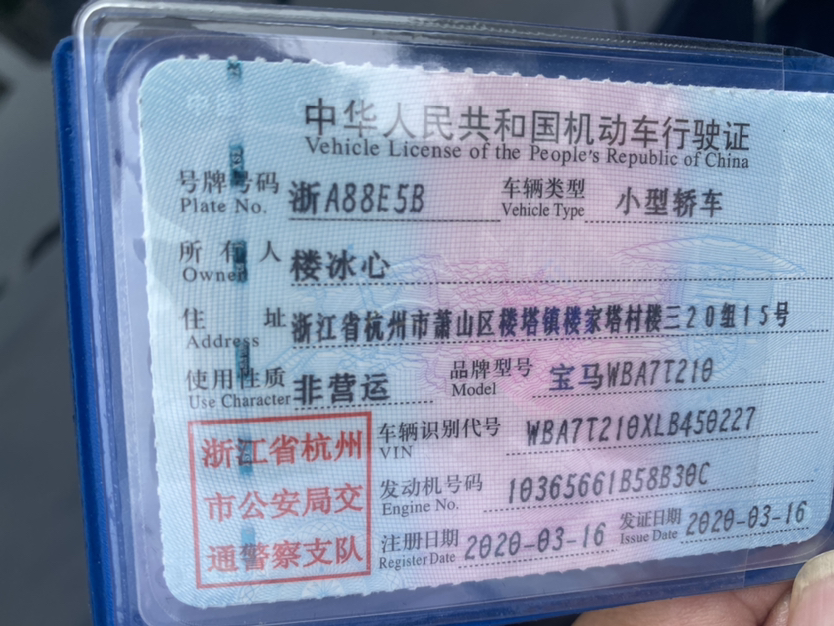 中华人民共和国机动车行驶证
Vehicle License of the People's Republic of China
号牌号码 浙A88E5B 车辆类型 小型轿车
Plate No. Vehicle Type
所有人 楼冰心
Owner
住址 浙江省杭州市萧山区楼塔镇楼家塔村楼三20组15号
Address
使用性质 非营运 品牌型号 宝马WBA7T210
Use Character Model
浙江省杭州
市公安局交
通警察支队
车辆识别代号 WBA7T210XLB450227
VIN
发动机号码 10365661B58B30C
Engine No.
注册日期 2020-03-16 发证日期 2020-03-16
Register Date Issue Date